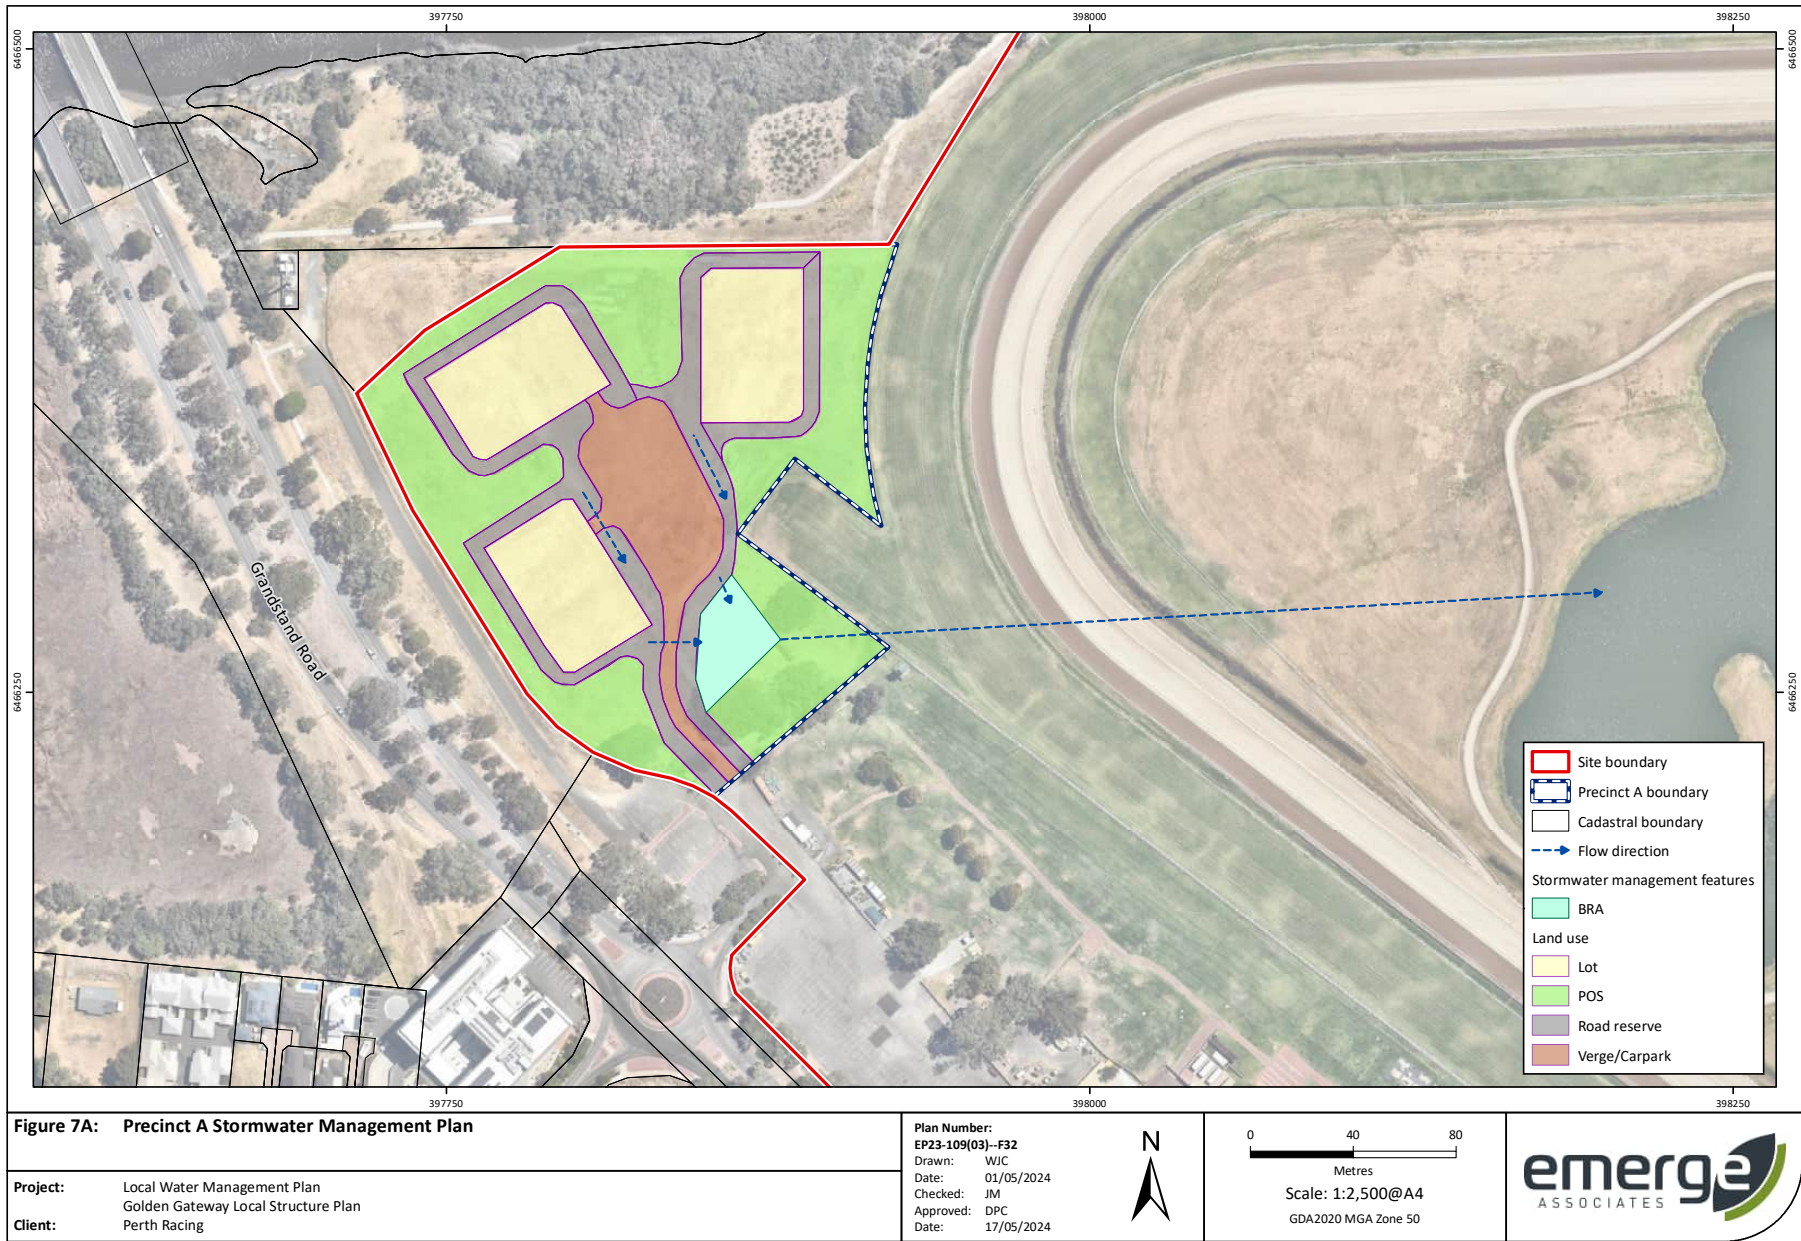 397750
398000
398250
6466500
6466500
Grandstand Road
6466250
6466250
Site boundary
Precinct A boundary
Cadastral boundary
Flow direction
Stormwater management features
BRA
Land use
Lot
POS
Road reserve
Verge/Carpark
397750
398000
398250
Figure 7A: Precinct A Stormwater Management Plan
Project: Local Water Management Plan
Golden Gateway Local Structure Plan
Client: Perth Racing
Plan Number:
EP23-109(03)--F32
Drawn: WJC
Date: 01/05/2024
Checked: JM
Approved: DPC
Date: 17/05/2024
N
0 40 80
Metres
Scale: 1:2,500@A4
GDA2020 MGA Zone 50
emerge
ASSOCIATES